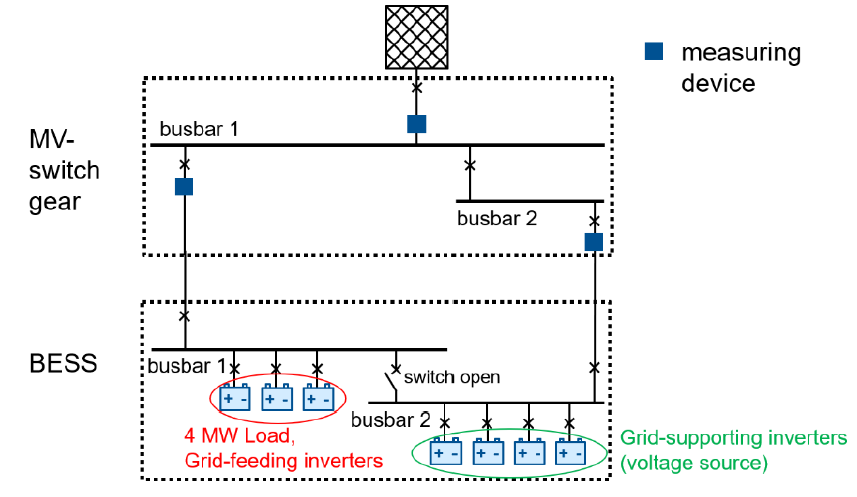 measuring
device
MV-
switch
gear
busbar 1
busbar 2
BESS
busbar 1
switch open
busbar 2
+ -
+ -
+ -
4 MW Load,
Grid-feeding inverters
+ -
+ -
+ -
+ -
Grid-supporting inverters
(voltage source)